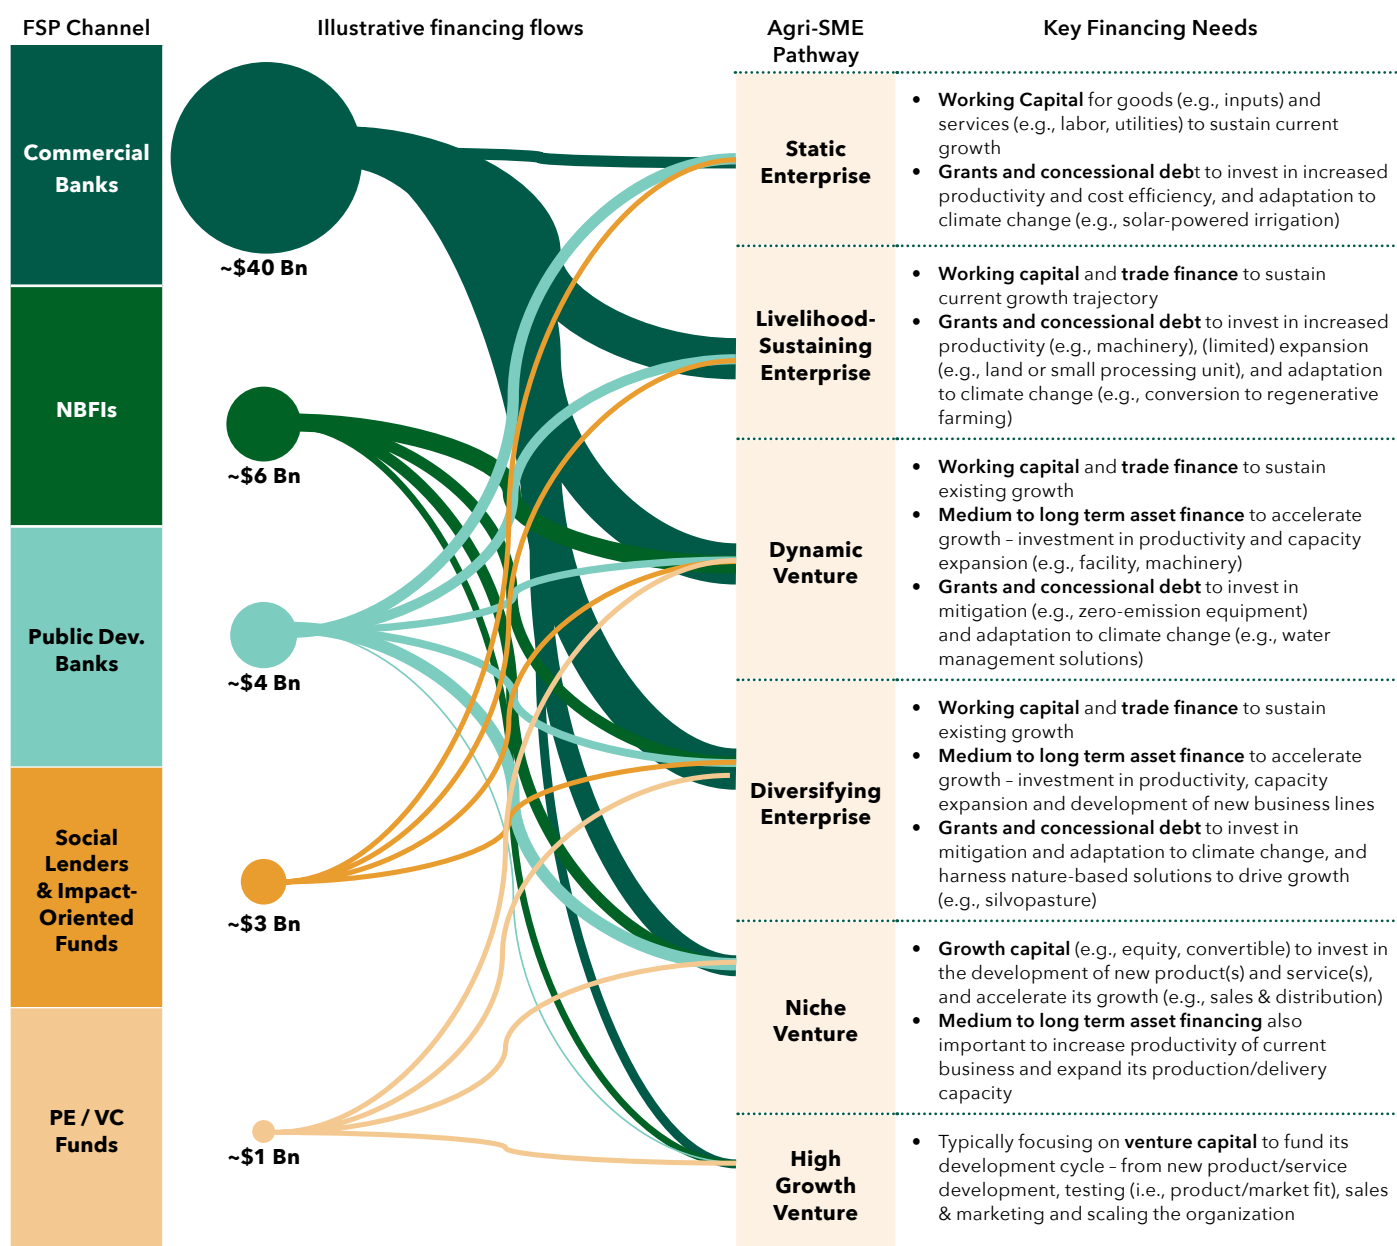 FSP Channel
Illustrative financing flows
Agri-SME
Pathway
Key Financing Needs
Commercial
Banks
~$40 Bn
NBFIs
~$6 Bn
Public Dev.
Banks
~$4 Bn
Social
Lenders
& Impact-
Oriented
Funds
~$3 Bn
PE / VC
Funds
~$1 Bn
Static
Enterprise
• Working Capital for goods (e.g., inputs) and
services (e.g., labor, utilities) to sustain current
growth
• Grants and concessional debt to invest in increased
productivity and cost efficiency, and adaptation to
climate change (e.g., solar-powered irrigation)
Livelihood-
Sustaining
Enterprise
• Working capital and trade finance to sustain
current growth trajectory
• Grants and concessional debt to invest in increased
productivity (e.g., machinery), (limited) expansion
(e.g., land or small processing unit), and adaptation
to climate change (e.g., conversion to regenerative
farming)
Dynamic
Venture
• Working capital and trade finance to sustain
existing growth
• Medium to long term asset finance to accelerate
growth – investment in productivity and capacity
expansion (e.g., facility, machinery)
• Grants and concessional debt to invest in
mitigation (e.g., zero-emission equipment)
and adaptation to climate change (e.g., water
management solutions)
Diversifying
Enterprise
• Working capital and trade finance to sustain
existing growth
• Medium to long term asset finance to accelerate
growth – investment in productivity, capacity
expansion and development of new business lines
• Grants and concessional debt to invest in
mitigation and adaptation to climate change, and
harness nature-based solutions to drive growth
(e.g., silvopasture)
Niche
Venture
• Growth capital (e.g., equity, convertible) to invest in
the development of new product(s) and service(s),
and accelerate its growth (e.g., sales & distribution)
• Medium to long term asset financing also
important to increase productivity of current
business and expand its production/delivery
capacity
High
Growth
Venture
• Typically focusing on venture capital to fund its
development cycle – from new product/service
development, testing (i.e., product/market fit), sales
& marketing and scaling the organization